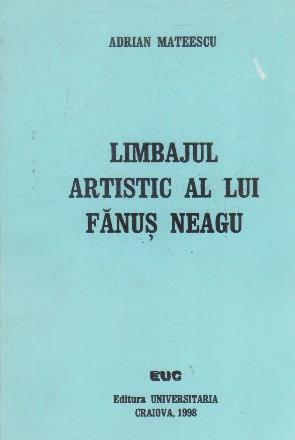 ADRIAN MATEESCU
LIMBAJUL
ARTISTIC AL LUI
FĂNUȘ NEAGU
EUC
Editura UNIVERSITARIA
CRAIOVA, 1998